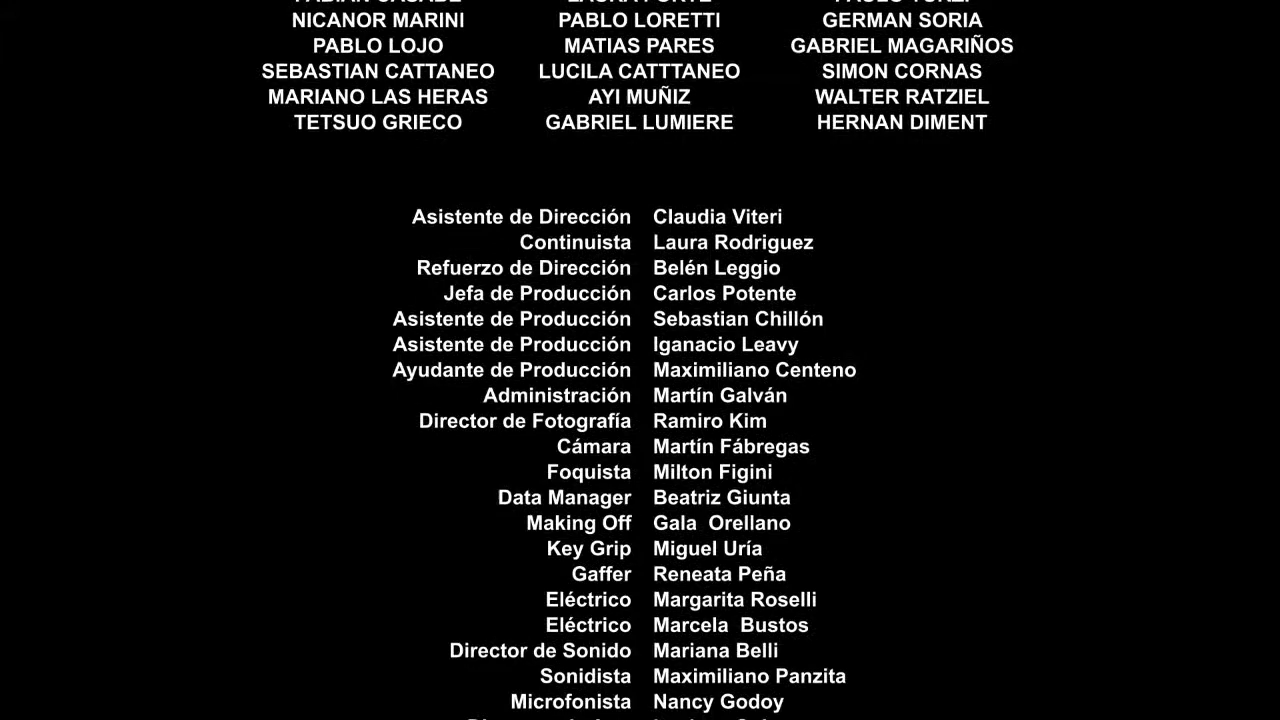 NICANOR MARINI PABLO LORETTI GERMAN SORIA
PABLO LOJO MATIAS PARES GABRIEL MAGARIÑOS
SEBASTIAN CATTANEO LUCILA CATTTANEO SIMON CORNAS
MARIANO LAS HERAS AYI MUÑIZ WALTER RATZIEL
TETSUO GRIECO GABRIEL LUMIERE HERNAN DIMENT
Asistente de Dirección Claudia Viteri
Continuista Laura Rodriguez
Refuerzo de Dirección Belén Leggio
Jefa de Producción Carlos Potente
Asistente de Producción Sebastian Chillón
Asistente de Producción Iganacio Leavy
Ayudante de Producción Maximiliano Centeno
Administración Martín Galván
Director de Fotografía Ramiro Kim
Cámara Martín Fábregas
Foquista Milton Figini
Data Manager Beatriz Giunta
Making Off Gala  Orellano
Key Grip Miguel Uría
Gaffer Reneata Peña
Eléctrico Margarita Roselli
Eléctrico Marcela  Bustos
Director de Sonido Mariana Belli
Sonidista Maximiliano Panzita
Microfonista Nancy Godoy